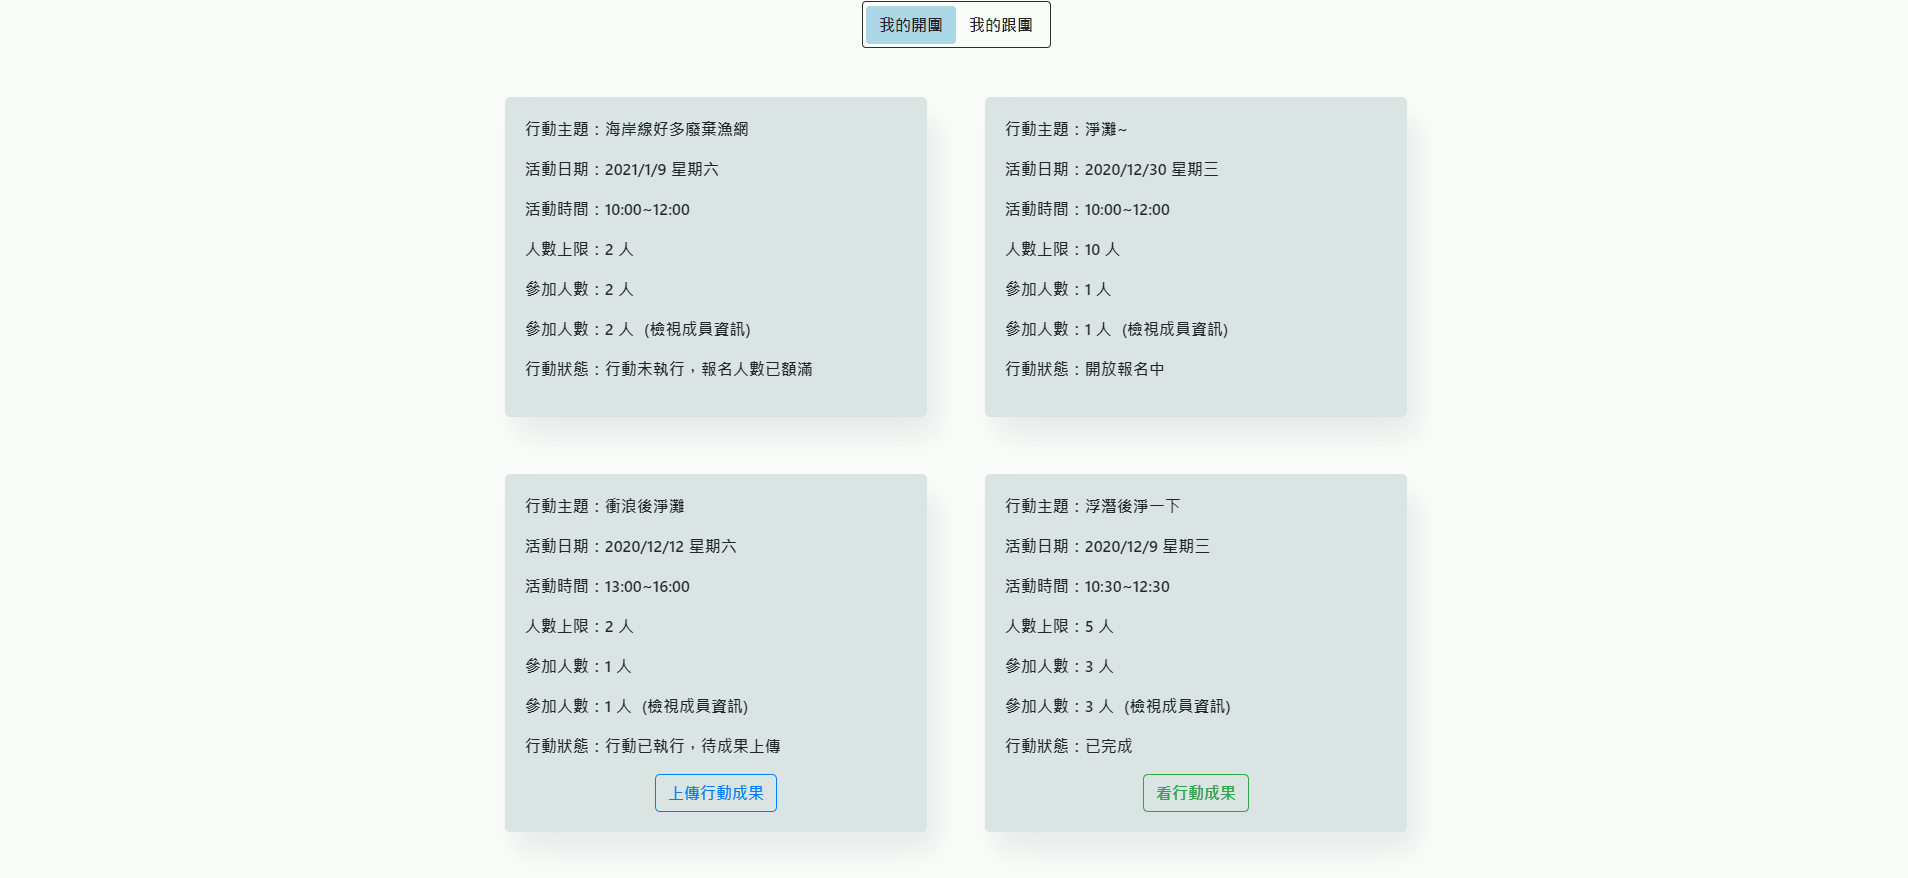 我的開團 我的跟團
行動主題：海岸線好多廢棄漁網
活動日期：2021/1/9 星期六
活動時間：10:00~12:00
人數上限：2 人
參加人數：2 人
參加人數：2 人 (檢視成員資訊)
行動狀態：行動未執行，報名人數已額滿
行動主題：淨灘~
活動日期：2020/12/30 星期三
活動時間：10:00~12:00
人數上限：10 人
參加人數：1 人
參加人數：1 人 (檢視成員資訊)
行動狀態：開放報名中
行動主題：衝浪後淨灘
活動日期：2020/12/12 星期六
活動時間：13:00~16:00
人數上限：2 人
參加人數：1 人
參加人數：1 人 (檢視成員資訊)
行動狀態：行動已執行，待成果上傳
上傳行動成果
行動主題：浮潛後淨一下
活動日期：2020/12/9 星期三
活動時間：10:30~12:30
人數上限：5 人
參加人數：3 人
參加人數：3 人 (檢視成員資訊)
行動狀態：已完成
看行動成果